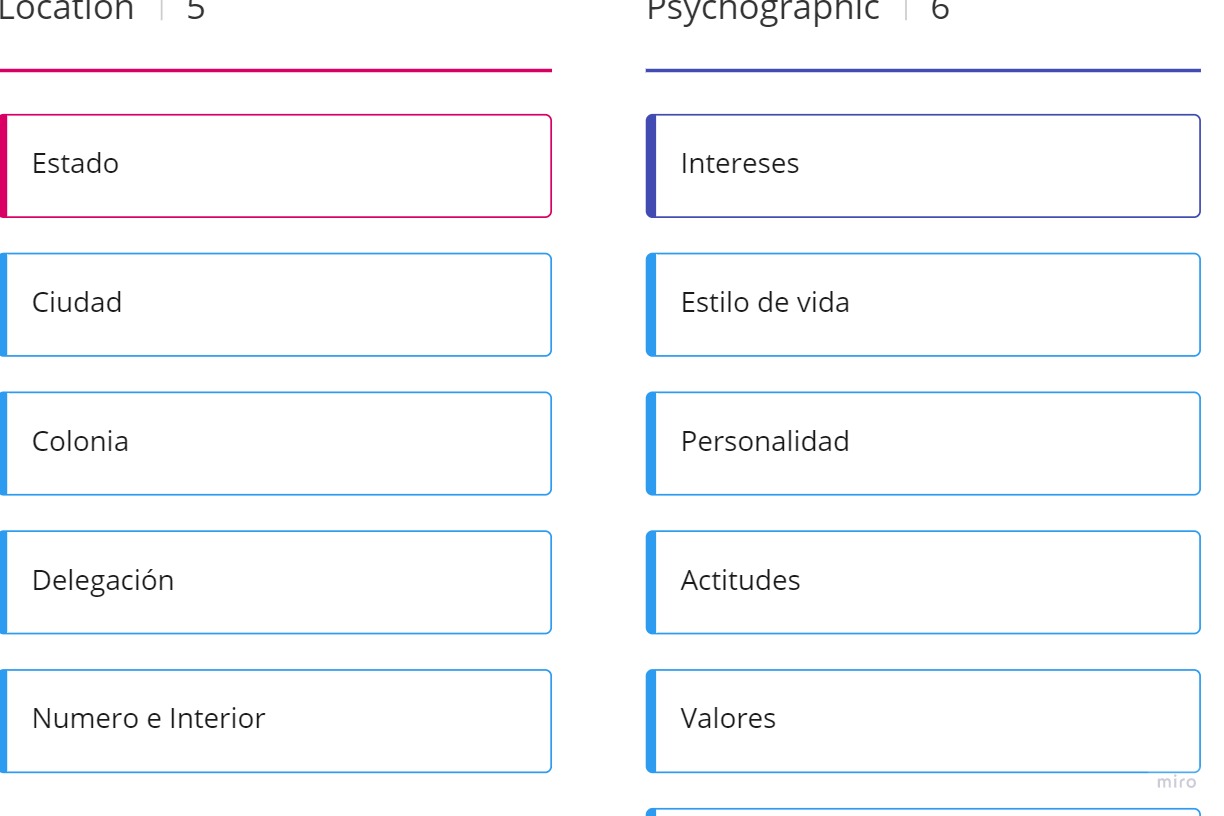 Location | 5
Estado
Ciudad
Colonia
Delegación
Numero e Interior
Psychographic | 6
Intereses
Estilo de vida
Personalidad
Actitudes
Valores
miro